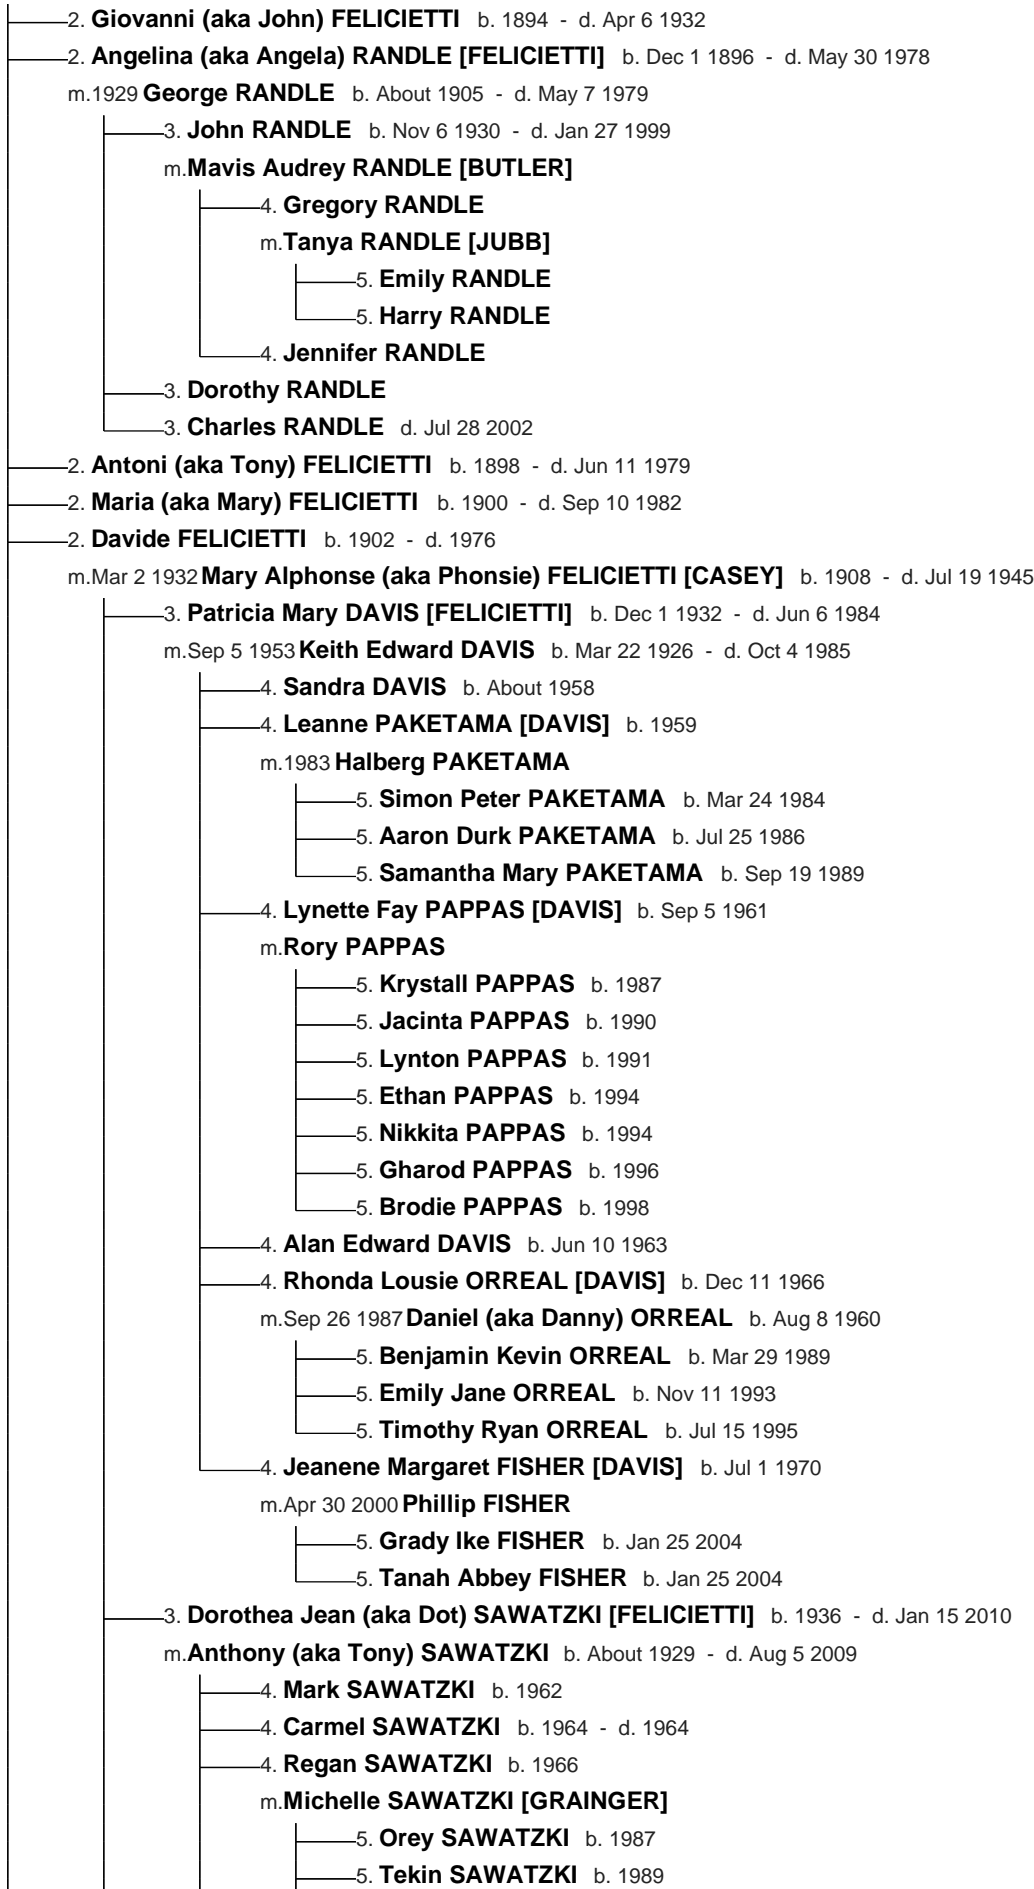 2. Giovanni (aka John) FELICIETTI b. 1894 - d. Apr 6 1932
2. Angelina (aka Angela) RANDLE [FELICIETTI] b. Dec 1 1896 - d. May 30 1978
m.1929 George RANDLE b. About 1905 - d. May 7 1979
3. John RANDLE b. Nov 6 1930 - d. Jan 27 1999
m.Mavis Audrey RANDLE [BUTLER]
4. Gregory RANDLE
m.Tanya RANDLE [JUBB]
5. Emily RANDLE
5. Harry RANDLE
4. Jennifer RANDLE
3. Dorothy RANDLE
3. Charles RANDLE d. Jul 28 2002
2. Antoni (aka Tony) FELICIETTI b. 1898 - d. Jun 11 1979
2. Maria (aka Mary) FELICIETTI b. 1900 - d. Sep 10 1982
2. Davide FELICIETTI b. 1902 - d. 1976
m.Mar 2 1932 Mary Alphonse (aka Phonsie) FELICIETTI [CASEY] b. 1908 - d. Jul 19 1945
3. Patricia Mary DAVIS [FELICIETTI] b. Dec 1 1932 - d. Jun 6 1984
m.Sep 5 1953 Keith Edward DAVIS b. Mar 22 1926 - d. Oct 4 1985
4. Sandra DAVIS b. About 1958
4. Leanne PAKETAMA [DAVIS] b. 1959
m.1983 Halberg PAKETAMA
5. Simon Peter PAKETAMA b. Mar 24 1984
5. Aaron Durk PAKETAMA b. Jul 25 1986
5. Samantha Mary PAKETAMA b. Sep 19 1989
4. Lynette Fay PAPPAS [DAVIS] b. Sep 5 1961
m.Rory PAPPAS
5. Krystall PAPPAS b. 1987
5. Jacinta PAPPAS b. 1990
5. Lynton PAPPAS b. 1991
5. Ethan PAPPAS b. 1994
5. Nikkita PAPPAS b. 1994
5. Gharod PAPPAS b. 1996
5. Brodie PAPPAS b. 1998
4. Alan Edward DAVIS b. Jun 10 1963
4. Rhonda Lousie ORREAL [DAVIS] b. Dec 11 1966
m.Sep 26 1987 Daniel (aka Danny) ORREAL b. Aug 8 1960
5. Benjamin Kevin ORREAL b. Mar 29 1989
5. Emily Jane ORREAL b. Nov 11 1993
5. Timothy Ryan ORREAL b. Jul 15 1995
4. Jeanene Margaret FISHER [DAVIS] b. Jul 1 1970
m.Apr 30 2000 Phillip FISHER
5. Grady Ike FISHER b. Jan 25 2004
5. Tanah Abbey FISHER b. Jan 25 2004
3. Dorothea Jean (aka Dot) SAWATZKI [FELICIETTI] b. 1936 - d. Jan 15 2010
m.Anthony (aka Tony) SAWATZKI b. About 1929 - d. Aug 5 2009
4. Mark SAWATZKI b. 1962
4. Carmel SAWATZKI b. 1964 - d. 1964
4. Regan SAWATZKI b. 1966
m.Michelle SAWATZKI [GRAINGER]
5. Orey SAWATZKI b. 1987
5. Tekin SAWATZKI b. 1989